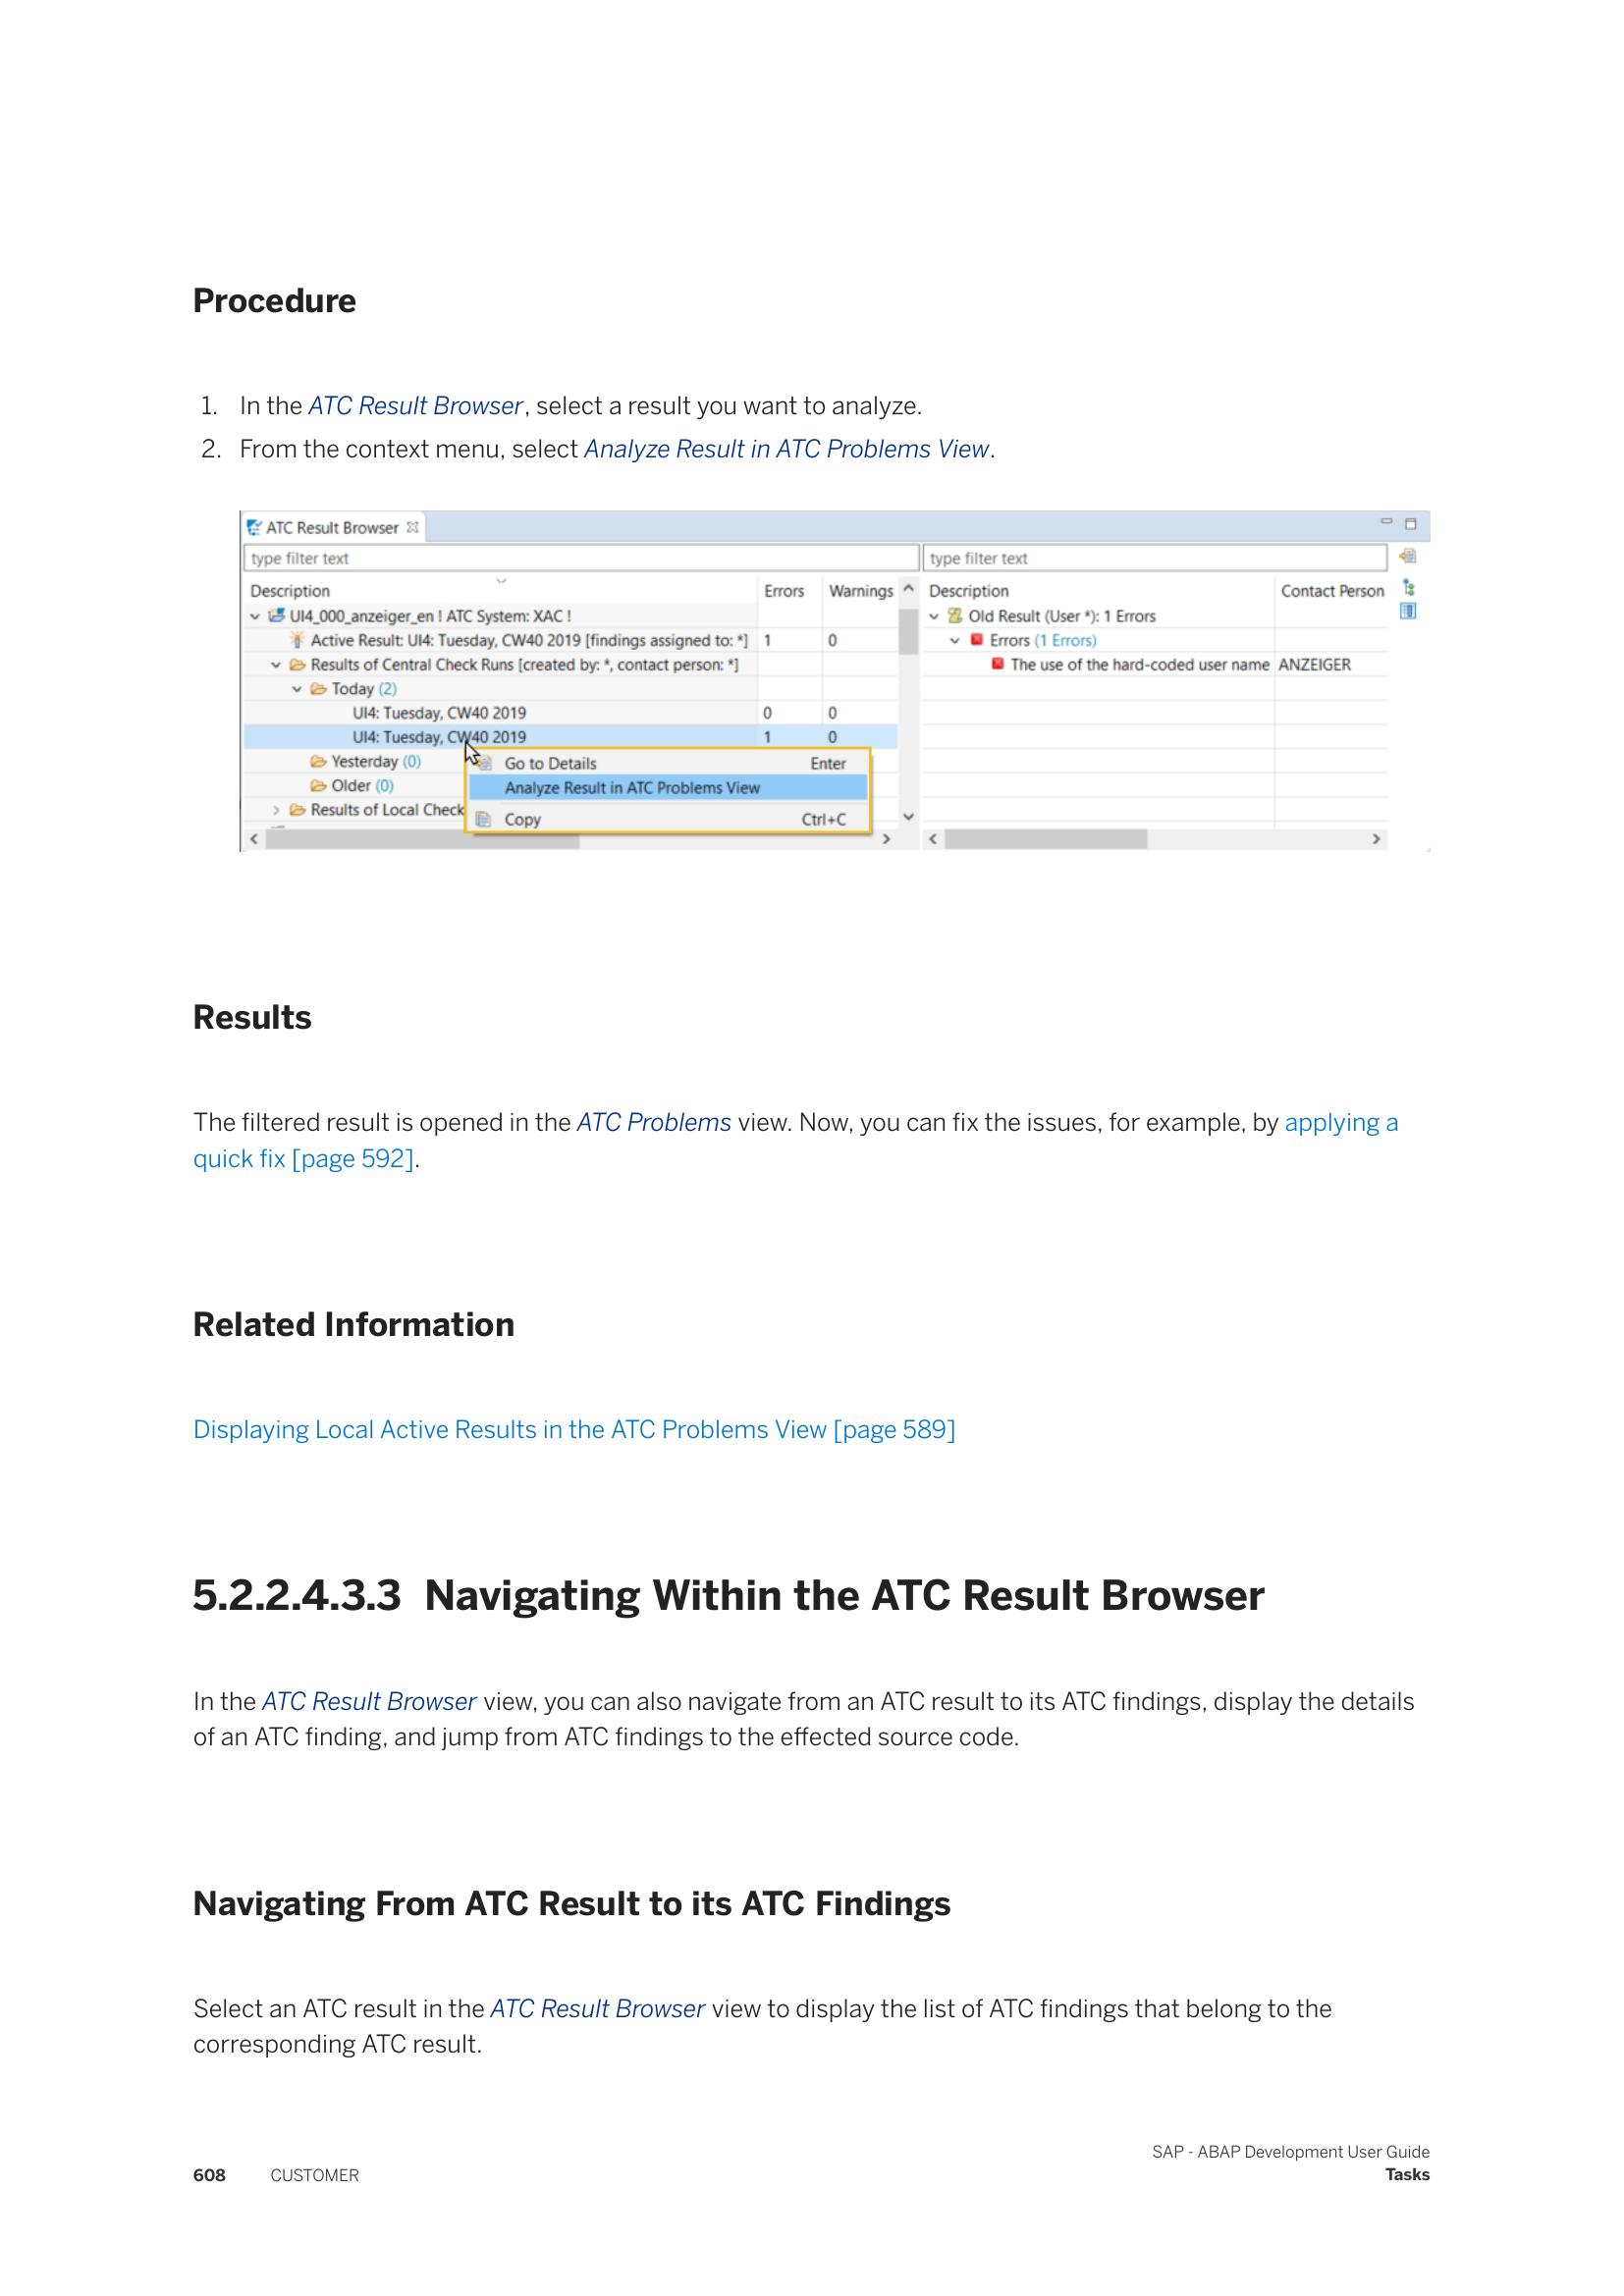 Procedure
1. In the ATC Result Browser, select a result you want to analyze.
2. From the context menu, select Analyze Result in ATC Problems View.
ATC Result Browser
type filter text
Description Errors Warnings
UI4_000_anzeiger_en ! ATC System: XAC !
Active Result: UI4: Tuesday, CW40 2019 [findings assigned to: *] 1 0
Results of Central Check Runs [created by: *, contact person: *]
Today (2)
UI4: Tuesday, CW40 2019 0 0
UI4: Tuesday, CW40 2019 1 0
Yesterday (0)
Older (0)
Results of Local Check
Go to Details Enter
Analyze Result in ATC Problems View
Copy Ctrl+C
type filter text
Description Contact Person
Old Result (User *): 1 Errors
Errors (1 Errors)
The use of the hard-coded user name ANZEIGER
Results
The filtered result is opened in the ATC Problems view. Now, you can fix the issues, for example, by applying a
quick fix [page 592].
Related Information
Displaying Local Active Results in the ATC Problems View [page 589]
5.2.2.4.3.3 Navigating Within the ATC Result Browser
In the ATC Result Browser view, you can also navigate from an ATC result to its ATC findings, display the details
of an ATC finding, and jump from ATC findings to the effected source code.
Navigating From ATC Result to its ATC Findings
Select an ATC result in the ATC Result Browser view to display the list of ATC findings that belong to the
corresponding ATC result.
SAP - ABAP Development User Guide
608 CUSTOMER Tasks